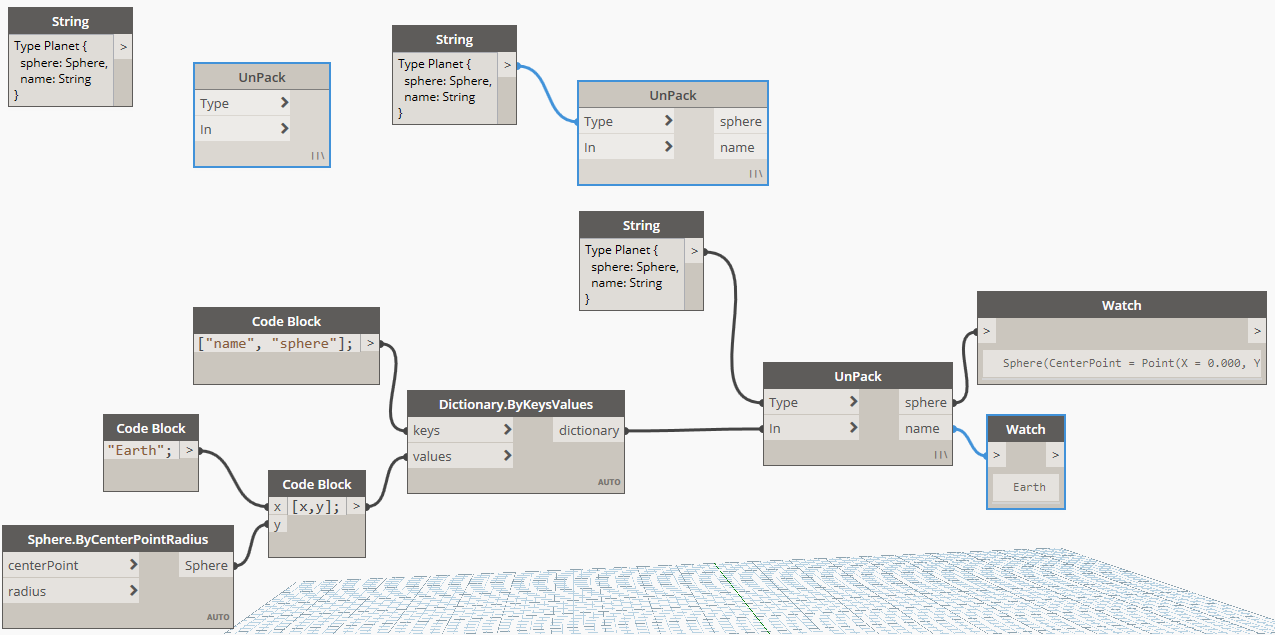 String
Type Planet {
sphere: Sphere,
name: String
}
>
UnPack
Type >
In >
||\
String
Type Planet {
sphere: Sphere,
name: String
}
>
UnPack
Type > sphere
In > name
||\
String
Type Planet {
sphere: Sphere,
name: String
}
>
Code Block
["name", "sphere"]; >
Code Block
"Earth"; >
Sphere.ByCenterPointRadius
centerPoint > Sphere
radius >
AUTO
Code Block
x [x,y]; >
y
Dictionary.ByKeysValues
keys > dictionary
values >
AUTO
UnPack
Type > sphere
In > name
||\
Watch
> >
Sphere(CenterPoint = Point(X = 0.000, Y
Watch
> >
Earth